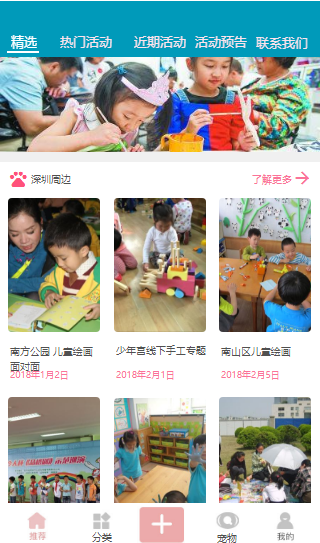 精选 热门活动 近期活动 活动预告 联系我们
深圳周边 了解更多
南方公园 儿童绘画
面对面
2018年1月2日
少年宫线下手工专题
2018年2月1日
南山区儿童绘画
2018年2月5日
推荐 分类 宠物 我的